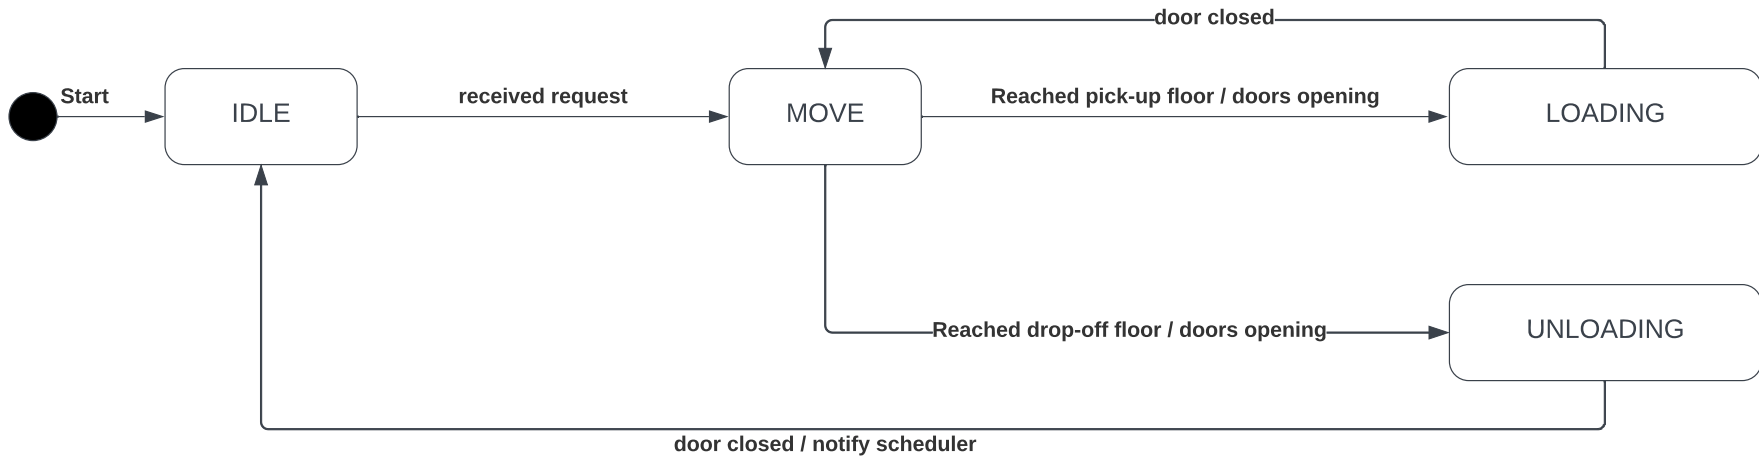 door closed
Start
received request
Reached pick-up floor / doors opening
IDLE
MOVE
LOADING
Reached drop-off floor / doors opening
UNLOADING
door closed / notify scheduler